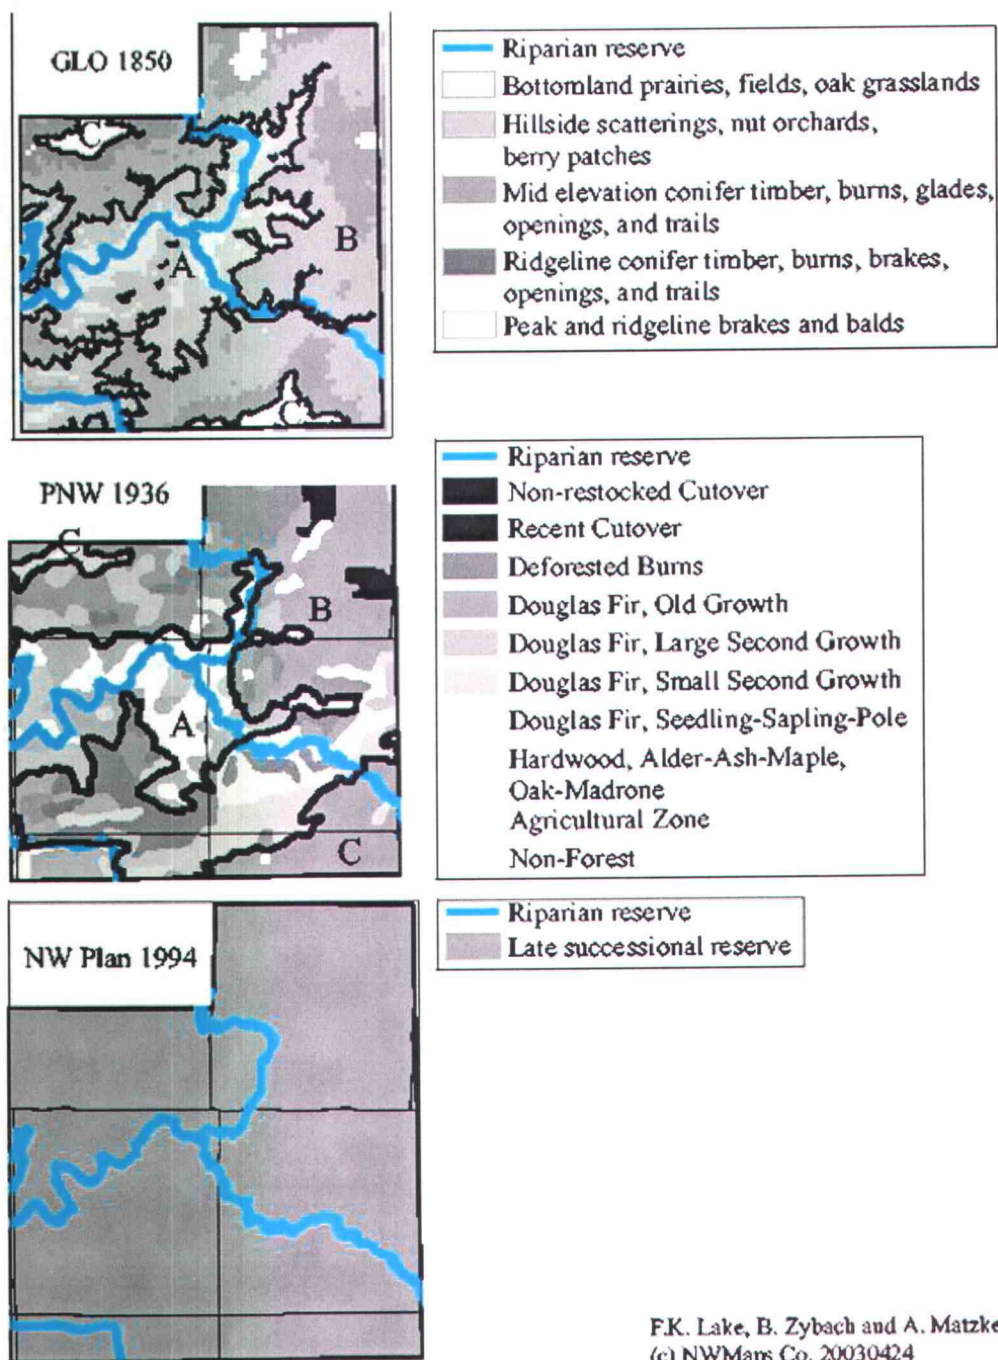 GLO 1850
C
B
A
C
Riparian reserve
Bottomland prairies, fields, oak grasslands
Hillside scatterings, nut orchards,
berry patches
Mid elevation conifer timber, burns, glades,
openings, and trails
Ridgeline conifer timber, burns, brakes,
openings, and trails
Peak and ridgeline brakes and balds
PNW 1936
C
B
A
C
Riparian reserve
Non-restocked Cutover
Recent Cutover
Deforested Burns
Douglas Fir, Old Growth
Douglas Fir, Large Second Growth
Douglas Fir, Small Second Growth
Douglas Fir, Seedling-Sapling-Pole
Hardwood, Alder-Ash-Maple,
Oak-Madrone
Agricultural Zone
Non-Forest
NW Plan 1994
Riparian reserve
Late successional reserve
F.K. Lake, B. Zybach and A. Matzke
(c) NWMaps Co. 20030424